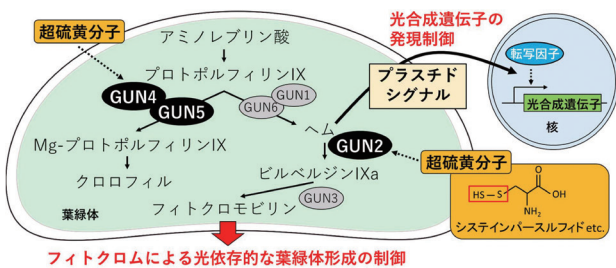 超硫黄分子
アミノレブリン酸
プロトポルフィリンIX
GUN4
GUN5
GUN6
GUN1
ヘム
Mg-プロトポルフィリンIX
クロロフィル
GUN2
ビルベルジンIXa
GUN3
フィトクロモビリン
葉緑体
フィトクロムによる光依存的な葉緑体形成の制御
光合成遺伝子の
発現制御
プラスチド
シグナル
転写因子
光合成遺伝子
核
超硫黄分子
HS–S
O
OH
NH₂
システインパースルフィドetc.